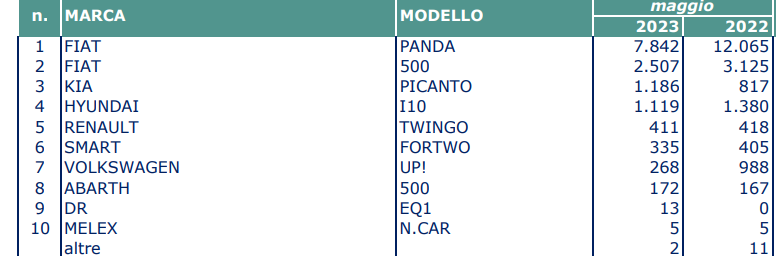 maggio
n. MARCA MODELLO 2023 2022
1 FIAT PANDA 7.842 12.065
2 FIAT 500 2.507 3.125
3 KIA PICANTO 1.186 817
4 HYUNDAI I10 1.119 1.380
5 RENAULT TWINGO 411 418
6 SMART FORTWO 335 405
7 VOLKSWAGEN UP! 268 988
8 ABARTH 500 172 167
9 DR EQ1 13 0
10 MELEX N.CAR 5 5
altre 2 11